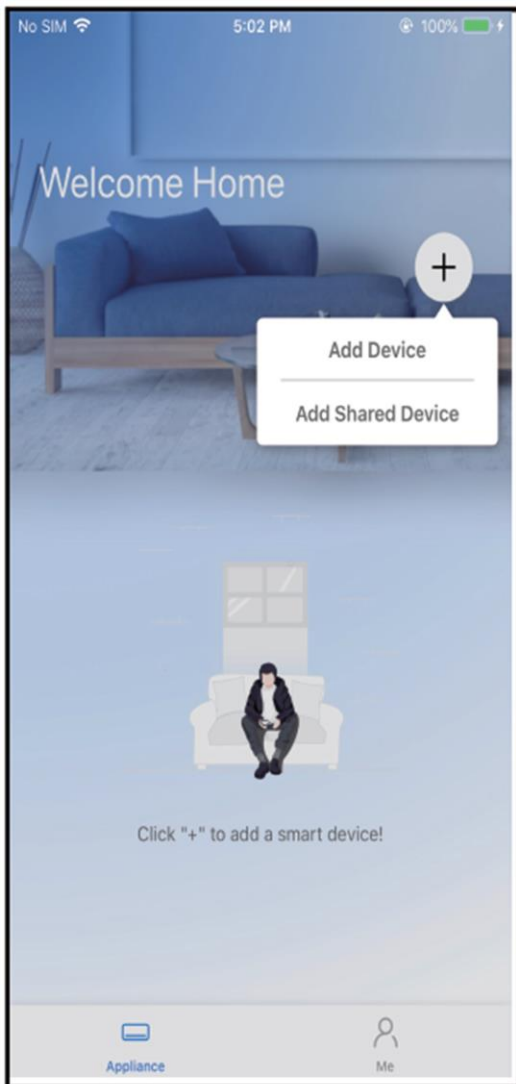 No SIM 5:02 PM 100%
Welcome Home
+
Add Device
Add Shared Device
Click "+" to add a smart device!
Appliance Me